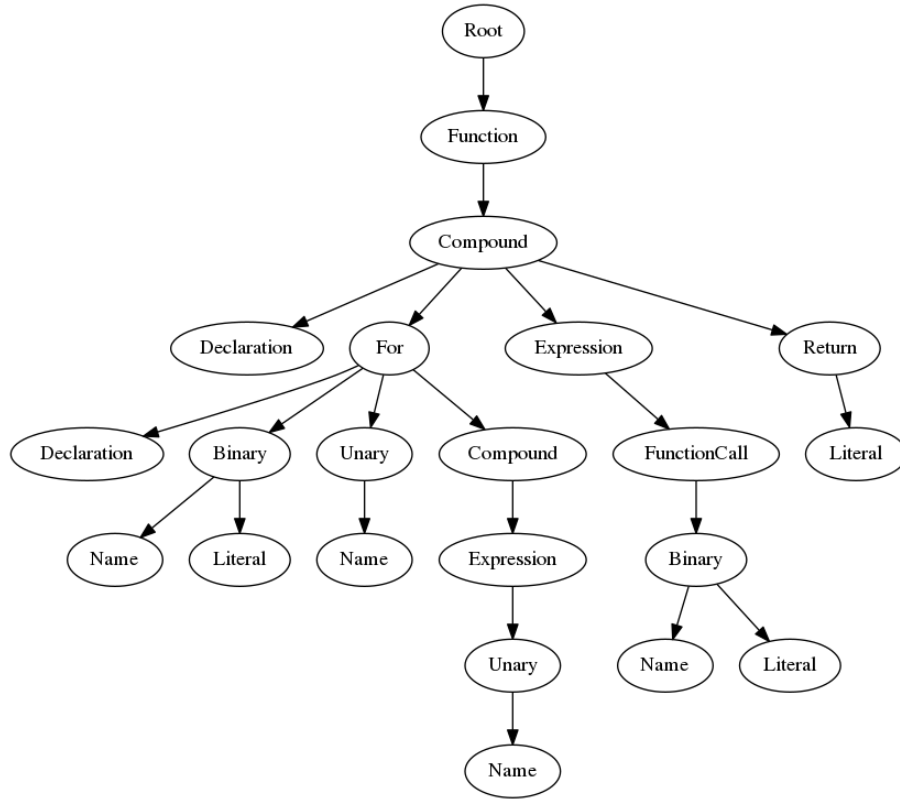 Root
Function
Compound
Declaration
For
Expression
Return
Declaration
Binary
Unary
Compound
FunctionCall
Literal
Name
Literal
Name
Expression
Binary
Unary
Name
Literal
Name